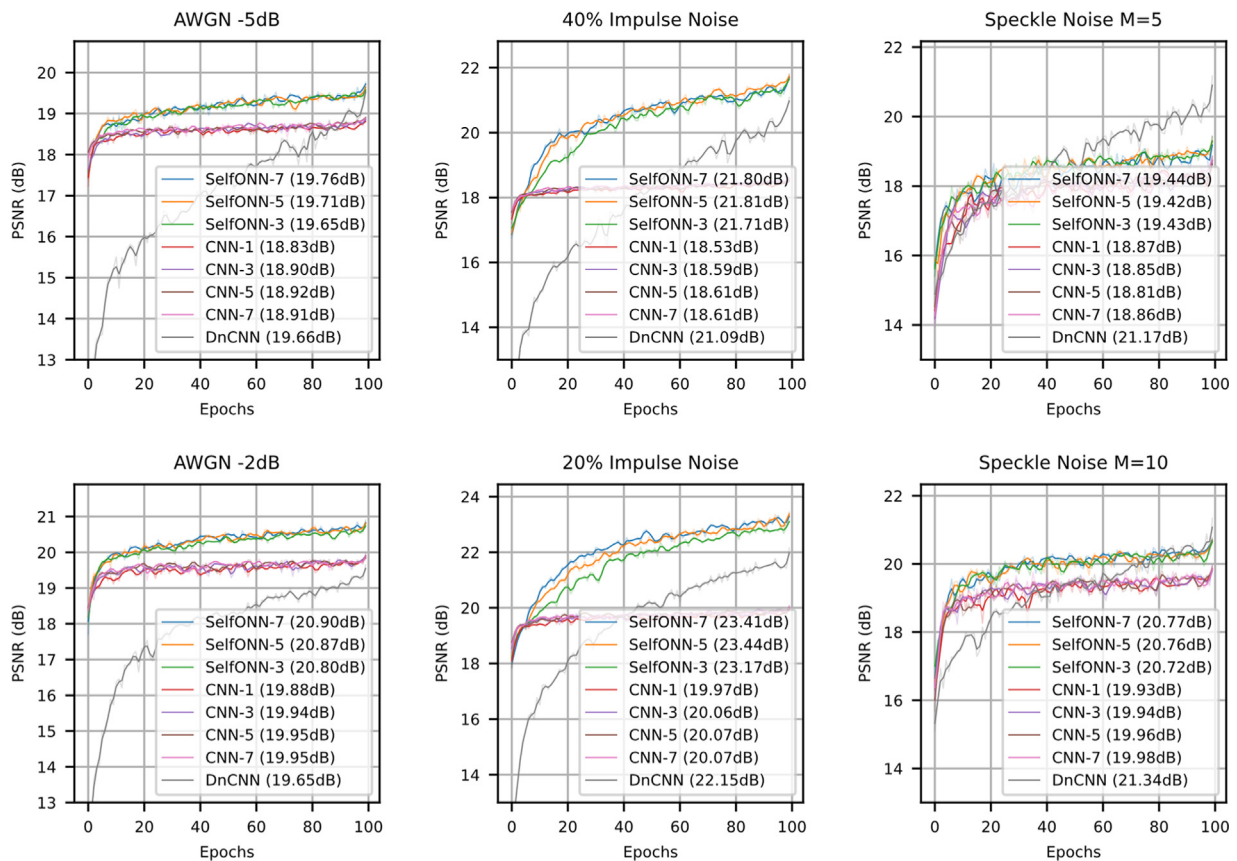 AWGN -5dB
PSNR (dB)
20
19
18
17
16
15
14
13
SelfONN-7 (19.76dB)
SelfONN-5 (19.71dB)
SelfONN-3 (19.65dB)
CNN-1 (18.83dB)
CNN-3 (18.90dB)
CNN-5 (18.92dB)
CNN-7 (18.91dB)
DnCNN (19.66dB)
0 20 40 60 80 100
Epochs
40% Impulse Noise
PSNR (dB)
22
20
18
16
14
SelfONN-7 (21.80dB)
SelfONN-5 (21.81dB)
SelfONN-3 (21.71dB)
CNN-1 (18.53dB)
CNN-3 (18.59dB)
CNN-5 (18.61dB)
CNN-7 (18.61dB)
DnCNN (21.09dB)
0 20 40 60 80 100
Epochs
Speckle Noise M=5
PSNR (dB)
22
20
18
16
14
SelfONN-7 (19.44dB)
SelfONN-5 (19.42dB)
SelfONN-3 (19.43dB)
CNN-1 (18.87dB)
CNN-3 (18.85dB)
CNN-5 (18.81dB)
CNN-7 (18.86dB)
DnCNN (21.17dB)
0 20 40 60 80 100
Epochs
AWGN -2dB
PSNR (dB)
21
20
19
18
17
16
15
14
13
SelfONN-7 (20.90dB)
SelfONN-5 (20.87dB)
SelfONN-3 (20.80dB)
CNN-1 (19.88dB)
CNN-3 (19.94dB)
CNN-5 (19.95dB)
CNN-7 (19.95dB)
DnCNN (19.65dB)
0 20 40 60 80 100
Epochs
20% Impulse Noise
PSNR (dB)
24
22
20
18
16
14
SelfONN-7 (23.41dB)
SelfONN-5 (23.44dB)
SelfONN-3 (23.17dB)
CNN-1 (19.97dB)
CNN-3 (20.06dB)
CNN-5 (20.07dB)
CNN-7 (20.07dB)
DnCNN (22.15dB)
0 20 40 60 80 100
Epochs
Speckle Noise M=10
PSNR (dB)
22
20
18
16
14
SelfONN-7 (20.77dB)
SelfONN-5 (20.76dB)
SelfONN-3 (20.72dB)
CNN-1 (19.93dB)
CNN-3 (19.94dB)
CNN-5 (19.96dB)
CNN-7 (19.98dB)
DnCNN (21.34dB)
0 20 40 60 80 100
Epochs